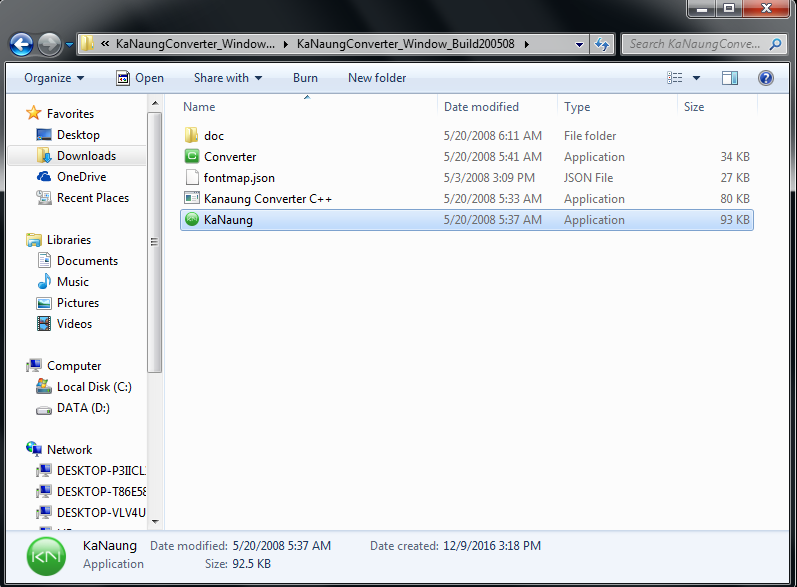 « KaNaungConverter_Window... ▸ KaNaungConverter_Window_Build200508 ▸
Search KaNaungConve...
Organize Open Share with Burn New folder
Name Date modified Type Size
Favorites
Desktop
Downloads
OneDrive
Recent Places
Libraries
Documents
Music
Pictures
Videos
Computer
Local Disk (C:)
DATA (D:)
Network
DESKTOP-P3IICL
DESKTOP-T86E58
DESKTOP-VLV4U
doc 5/20/2008 6:11 AM File folder
Converter 5/20/2008 5:41 AM Application 34 KB
fontmap.json 5/3/2008 3:09 PM JSON File 27 KB
Kanaung Converter C++ 5/20/2008 5:33 AM Application 80 KB
KaNaung 5/20/2008 5:37 AM Application 93 KB
KN
KaNaung Date modified: 5/20/2008 5:37 AM Date created: 12/9/2016 3:18 PM
Application Size: 92.5 KB